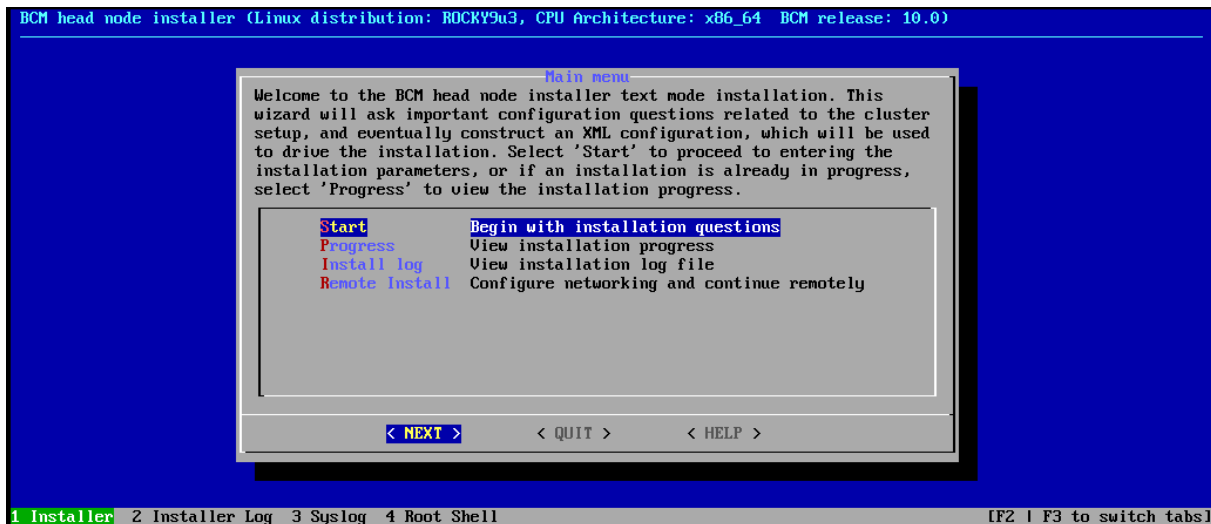 BCM head node installer (Linux distribution: ROCKY9u3, CPU Architecture: x86_64  BCM release: 10.0)
Main menu
Welcome to the BCM head node installer text mode installation. This
wizard will ask important configuration questions related to the cluster
setup, and eventually construct an XML configuration, which will be used
to drive the installation. Select 'Start' to proceed to entering the
installation parameters, or if an installation is already in progress,
select 'Progress' to view the installation progress.
Start Begin with installation questions
Progress View installation progress
Install log View installation log file
Remote Install Configure networking and continue remotely
< NEXT > < QUIT > < HELP >
1 Installer 2 Installer Log 3 Syslog 4 Root Shell [F2 | F3 to switch tabs]